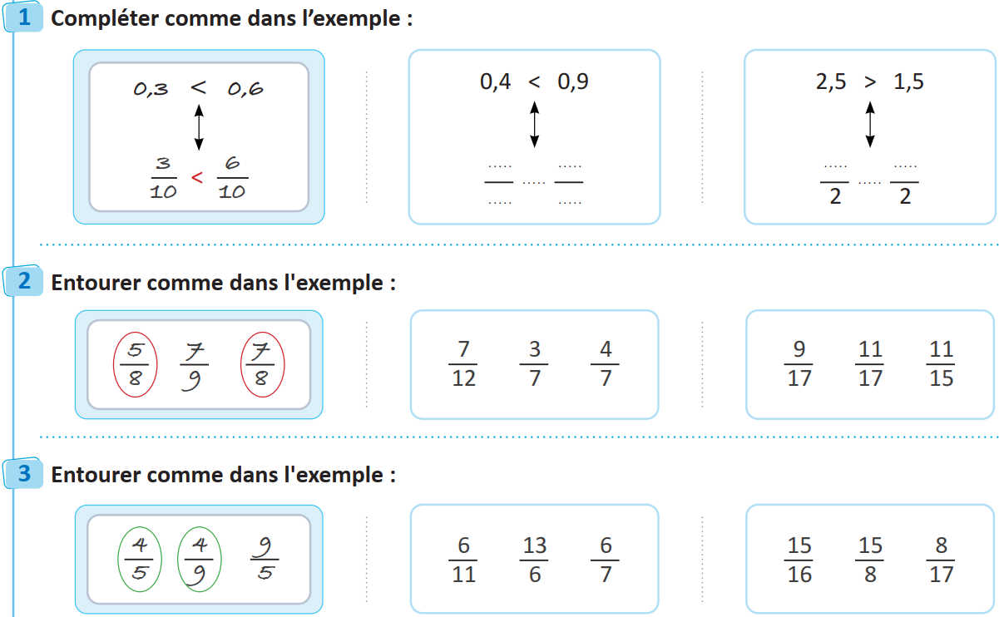 1 Compléter comme dans l’exemple :
0,3 < 0,6
3/10 < 6/10
0,4 < 0,9
...../..... ..... ...../.....
2,5 > 1,5
...../2 ..... ...../2
2 Entourer comme dans l'exemple :
5/8 7/9 7/8
7/12 3/7 4/7
9/17 11/17 11/15
3 Entourer comme dans l'exemple :
4/5 4/9 9/5
6/11 13/6 6/7
15/16 15/8 8/17